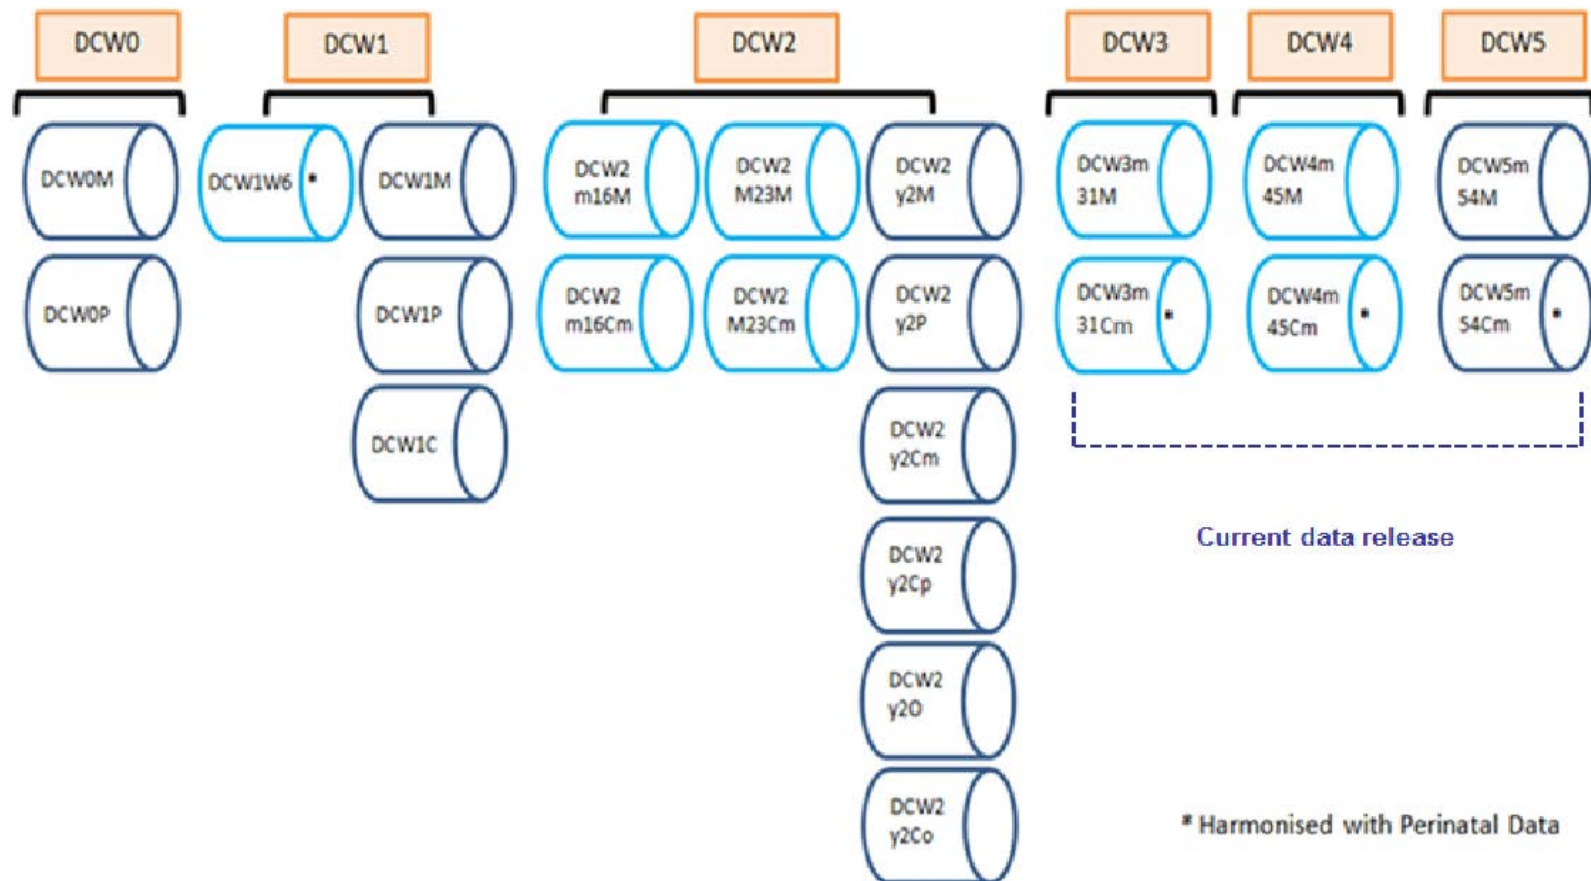 DCW0
DCW1
DCW2
DCW3
DCW4
DCW5
DCW0M
DCW1W6 *
DCW1M
DCW2
m16M
DCW2
M23M
DCW2
y2M
DCW3m
31M
DCW4m
45M
DCW5m
54M
DCW0P
DCW1P
DCW2
m16Cm
DCW2
M23Cm
DCW2
y2P
DCW3m
31Cm *
DCW4m
45Cm *
DCW5m
54Cm *
DCW1C
DCW2
y2Cm
Current data release
DCW2
y2Cp
DCW2
y2O
DCW2
y2Co
* Harmonised with Perinatal Data